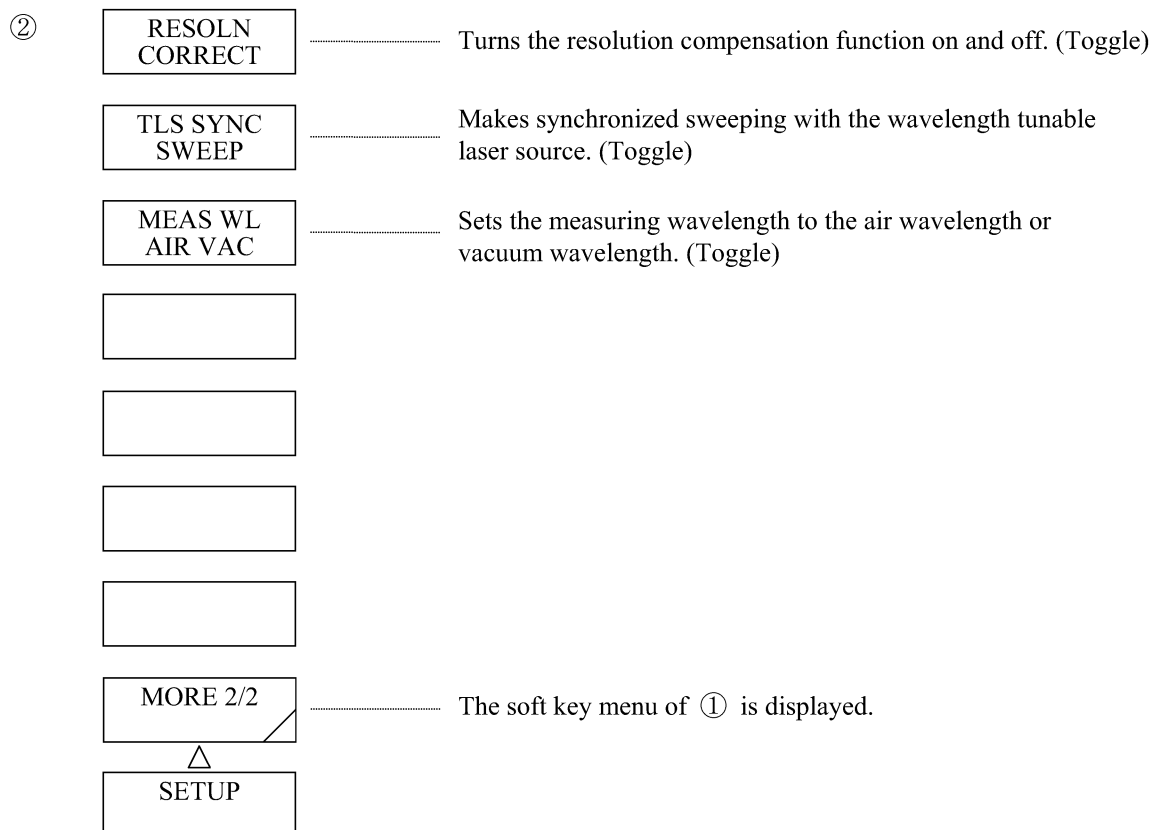 ②
RESOLN
CORRECT
Turns the resolution compensation function on and off. (Toggle)
TLS SYNC
SWEEP
Makes synchronized sweeping with the wavelength tunable
laser source. (Toggle)
MEAS WL
AIR VAC
Sets the measuring wavelength to the air wavelength or
vacuum wavelength. (Toggle)
MORE 2/2
The soft key menu of ① is displayed.
SETUP